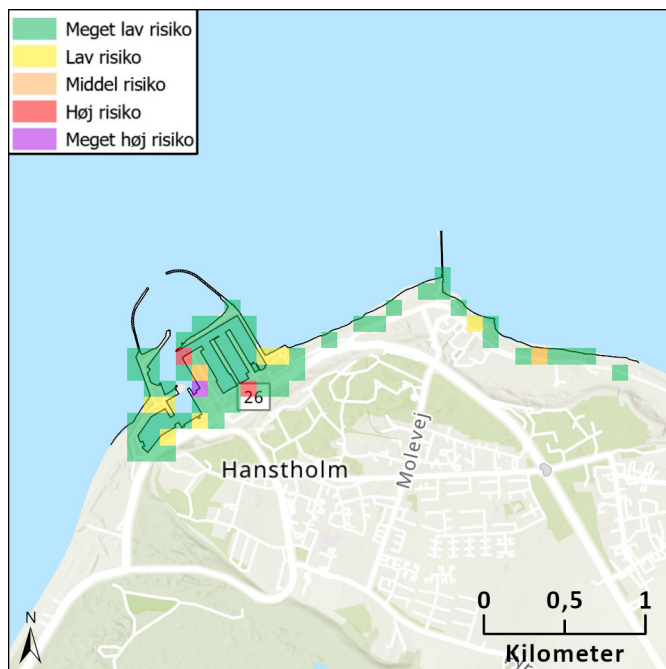 Meget lav risiko
Lav risiko
Middel risiko
Høj risiko
Meget høj risiko
26
Hanstholm
Molevej
N
0 0,5 1
Kilometer